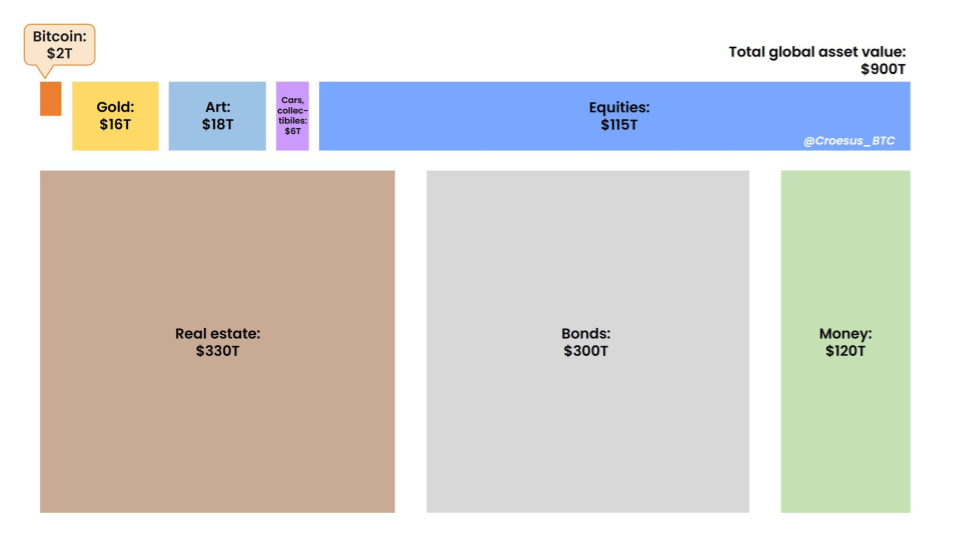 Bitcoin:
$2T
Total global asset value:
$900T
Gold:
$16T
Art:
$18T
Cars,
collec-
tibiles:
$6T
Equities:
$115T
@Croesus_BTC
Real estate:
$330T
Bonds:
$300T
Money:
$120T